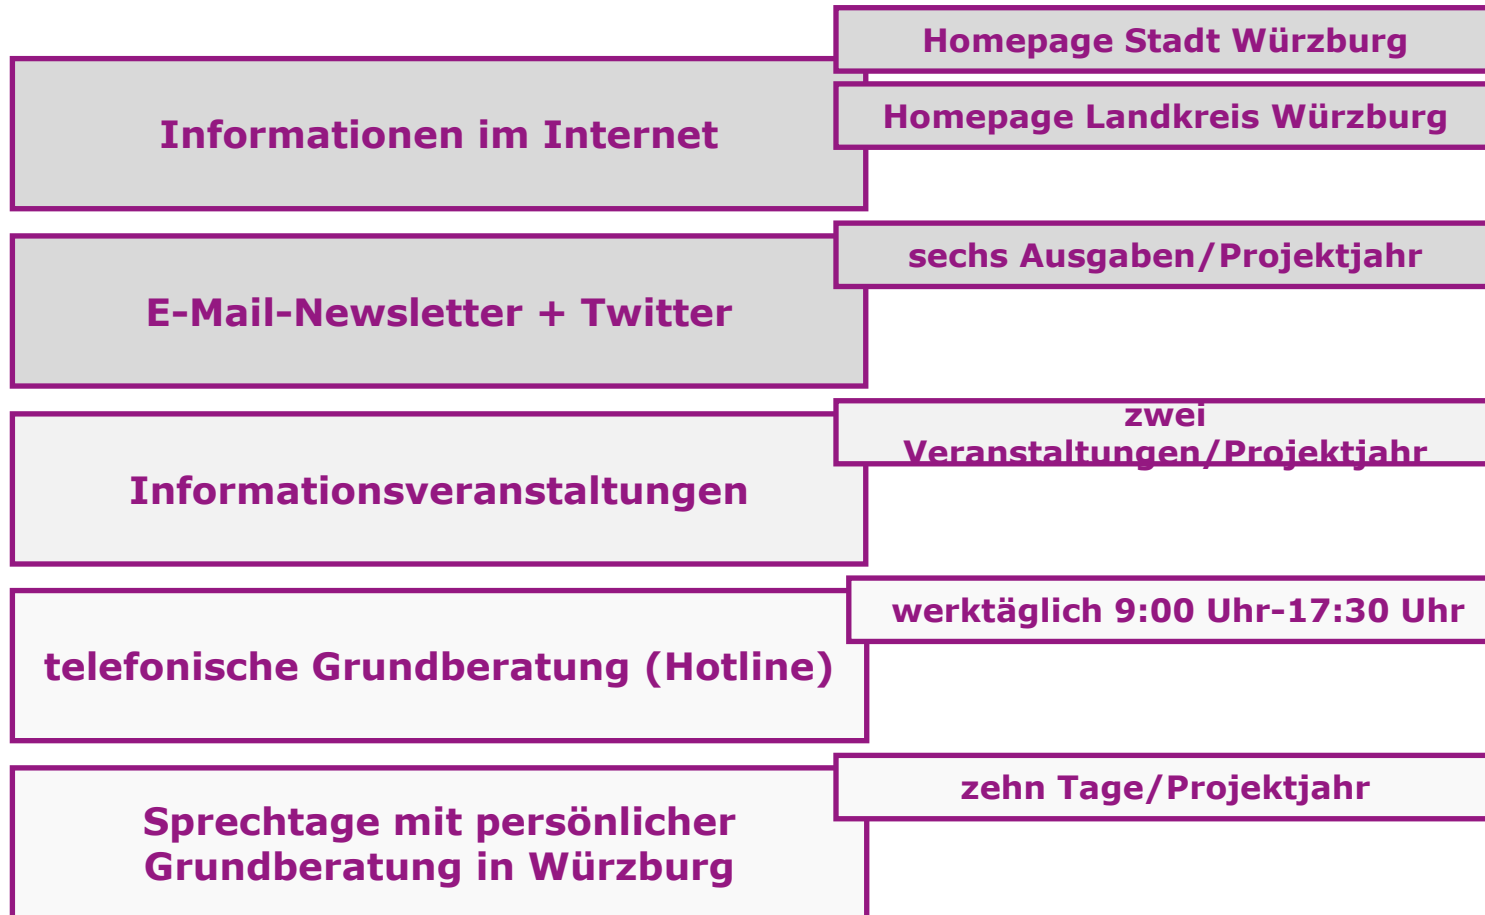 Homepage Stadt Würzburg
Homepage Landkreis Würzburg
Informationen im Internet
sechs Ausgaben/Projektjahr
E-Mail-Newsletter + Twitter
zwei
Veranstaltungen/Projektjahr
Informationsveranstaltungen
werktäglich 9:00 Uhr-17:30 Uhr
telefonische Grundberatung (Hotline)
zehn Tage/Projektjahr
Sprechtage mit persönlicher
Grundberatung in Würzburg